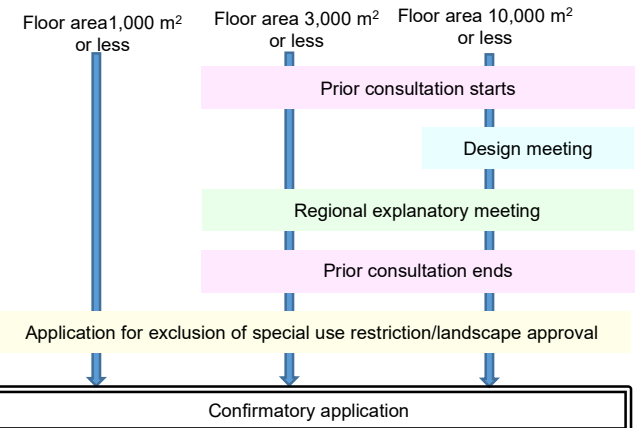 Floor area1,000 m²
or less
Floor area 3,000 m²
or less
Floor area 10,000 m²
or less
Prior consultation starts
Design meeting
Regional explanatory meeting
Prior consultation ends
Application for exclusion of special use restriction/landscape approval
Confirmatory application